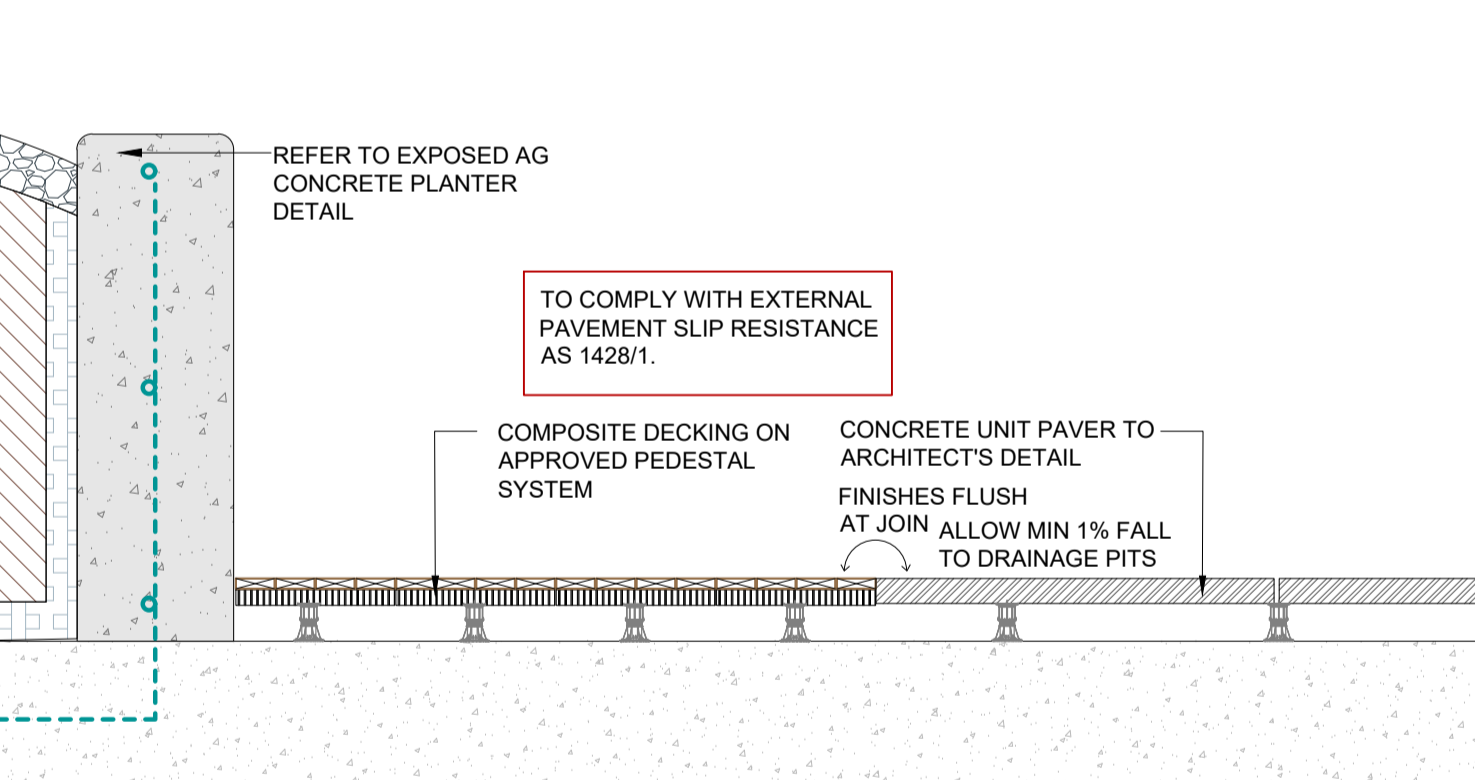 REFER TO EXPOSED AG
CONCRETE PLANTER
DETAIL
TO COMPLY WITH EXTERNAL
PAVEMENT SLIP RESISTANCE
AS 1428/1.
COMPOSITE DECKING ON
APPROVED PEDESTAL
SYSTEM
CONCRETE UNIT PAVER TO
ARCHITECT'S DETAIL
FINISHES FLUSH
AT JOIN
ALLOW MIN 1% FALL
TO DRAINAGE PITS